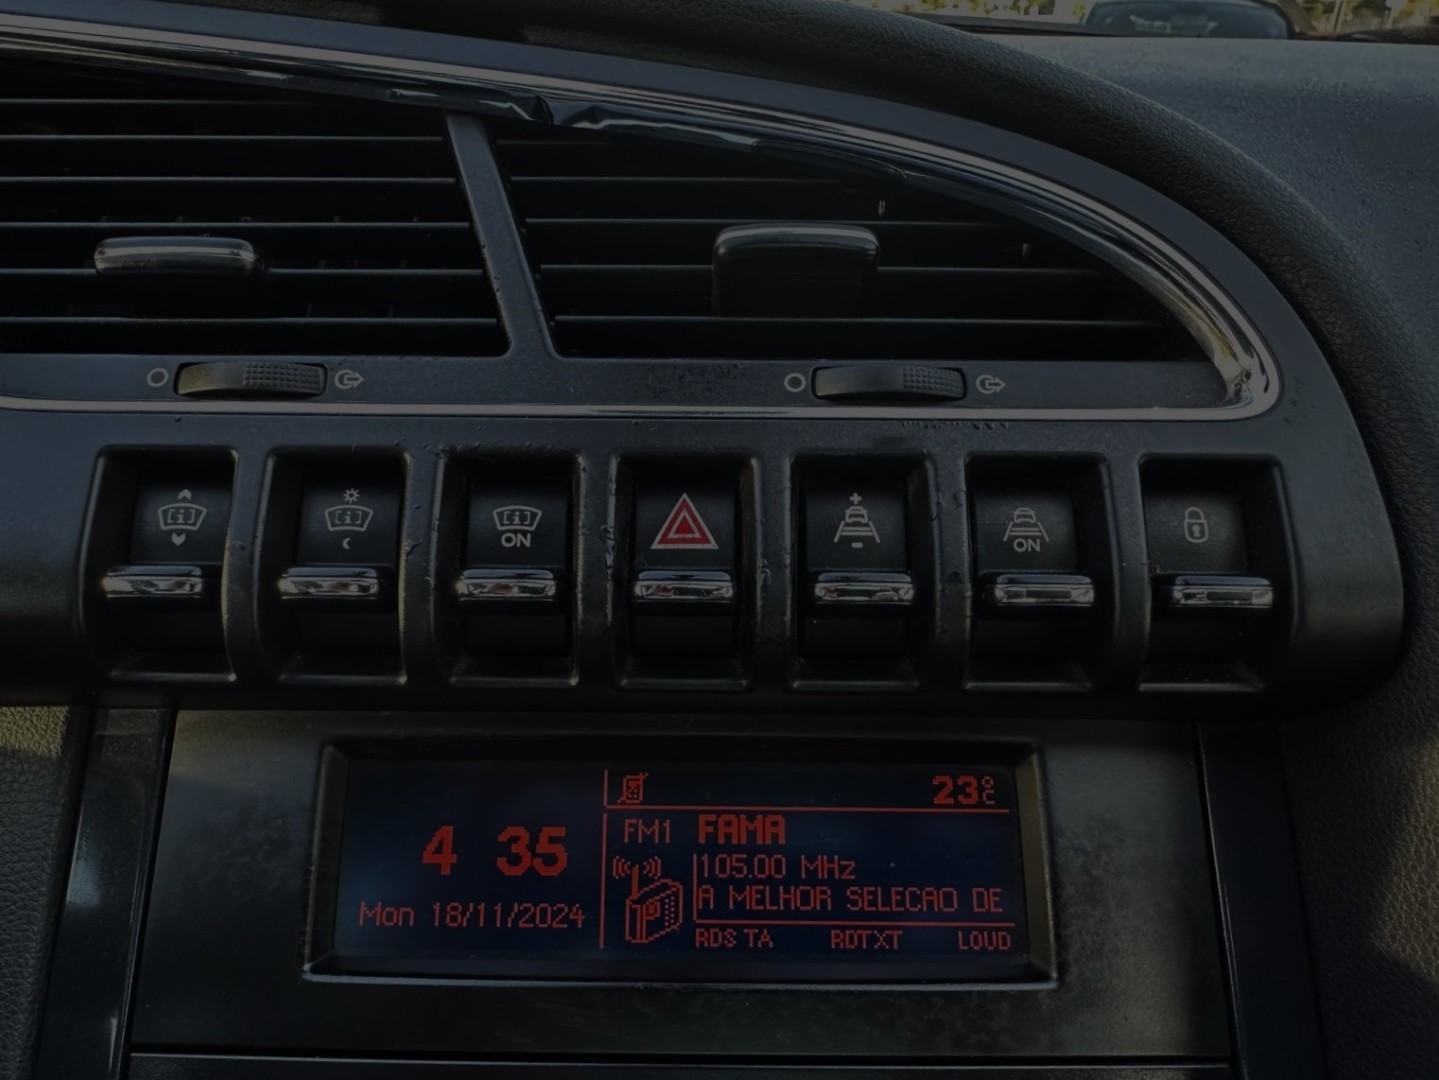 ON
ON
23°C
4 35
FM1 FAMA
105.00 MHz
A MELHOR SELECAO DE
Mon 18/11/2024
RDS TA RDTXT LOUD